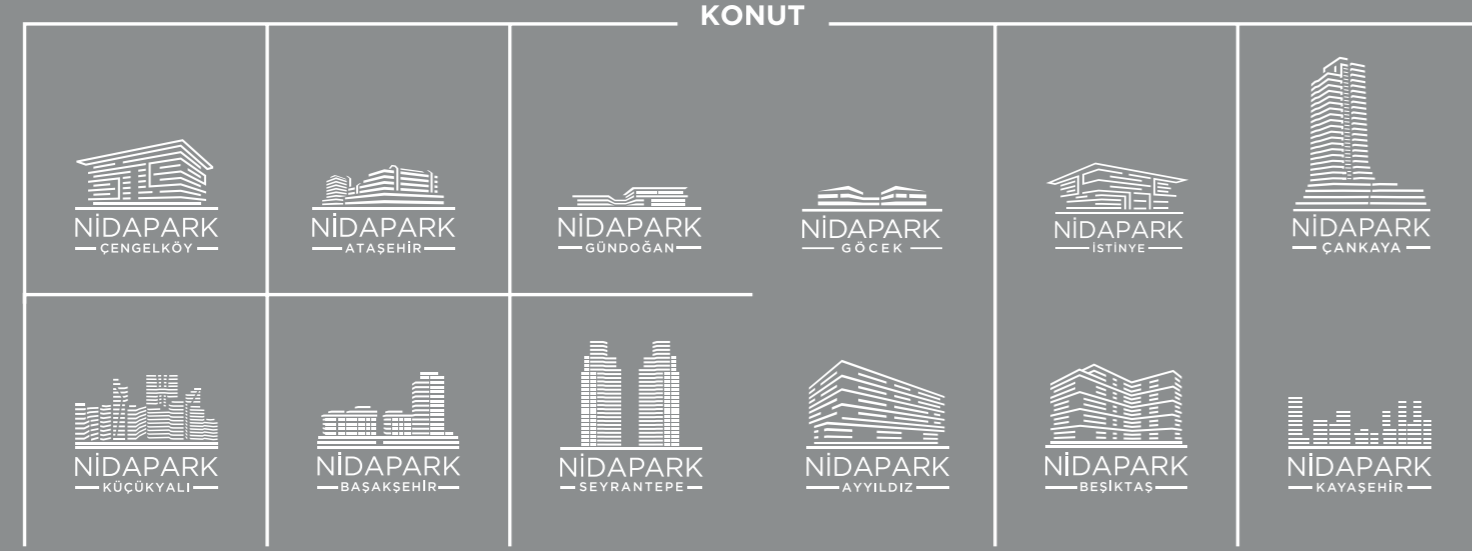 KONUT
NİDAPARK
ÇENGELKÖY
NİDAPARK
ATAŞEHİR
NİDAPARK
GÜNDOĞAN
NİDAPARK
GÖCEK
NİDAPARK
İSTİNYE
NİDAPARK
ÇANKAYA
NİDAPARK
KÜÇÜKYALI
NİDAPARK
BAŞAKŞEHİR
NİDAPARK
SEYRANTEPE
NİDAPARK
AYYILDIZ
NİDAPARK
BEŞİKTAŞ
NİDAPARK
KAYAŞEHİR